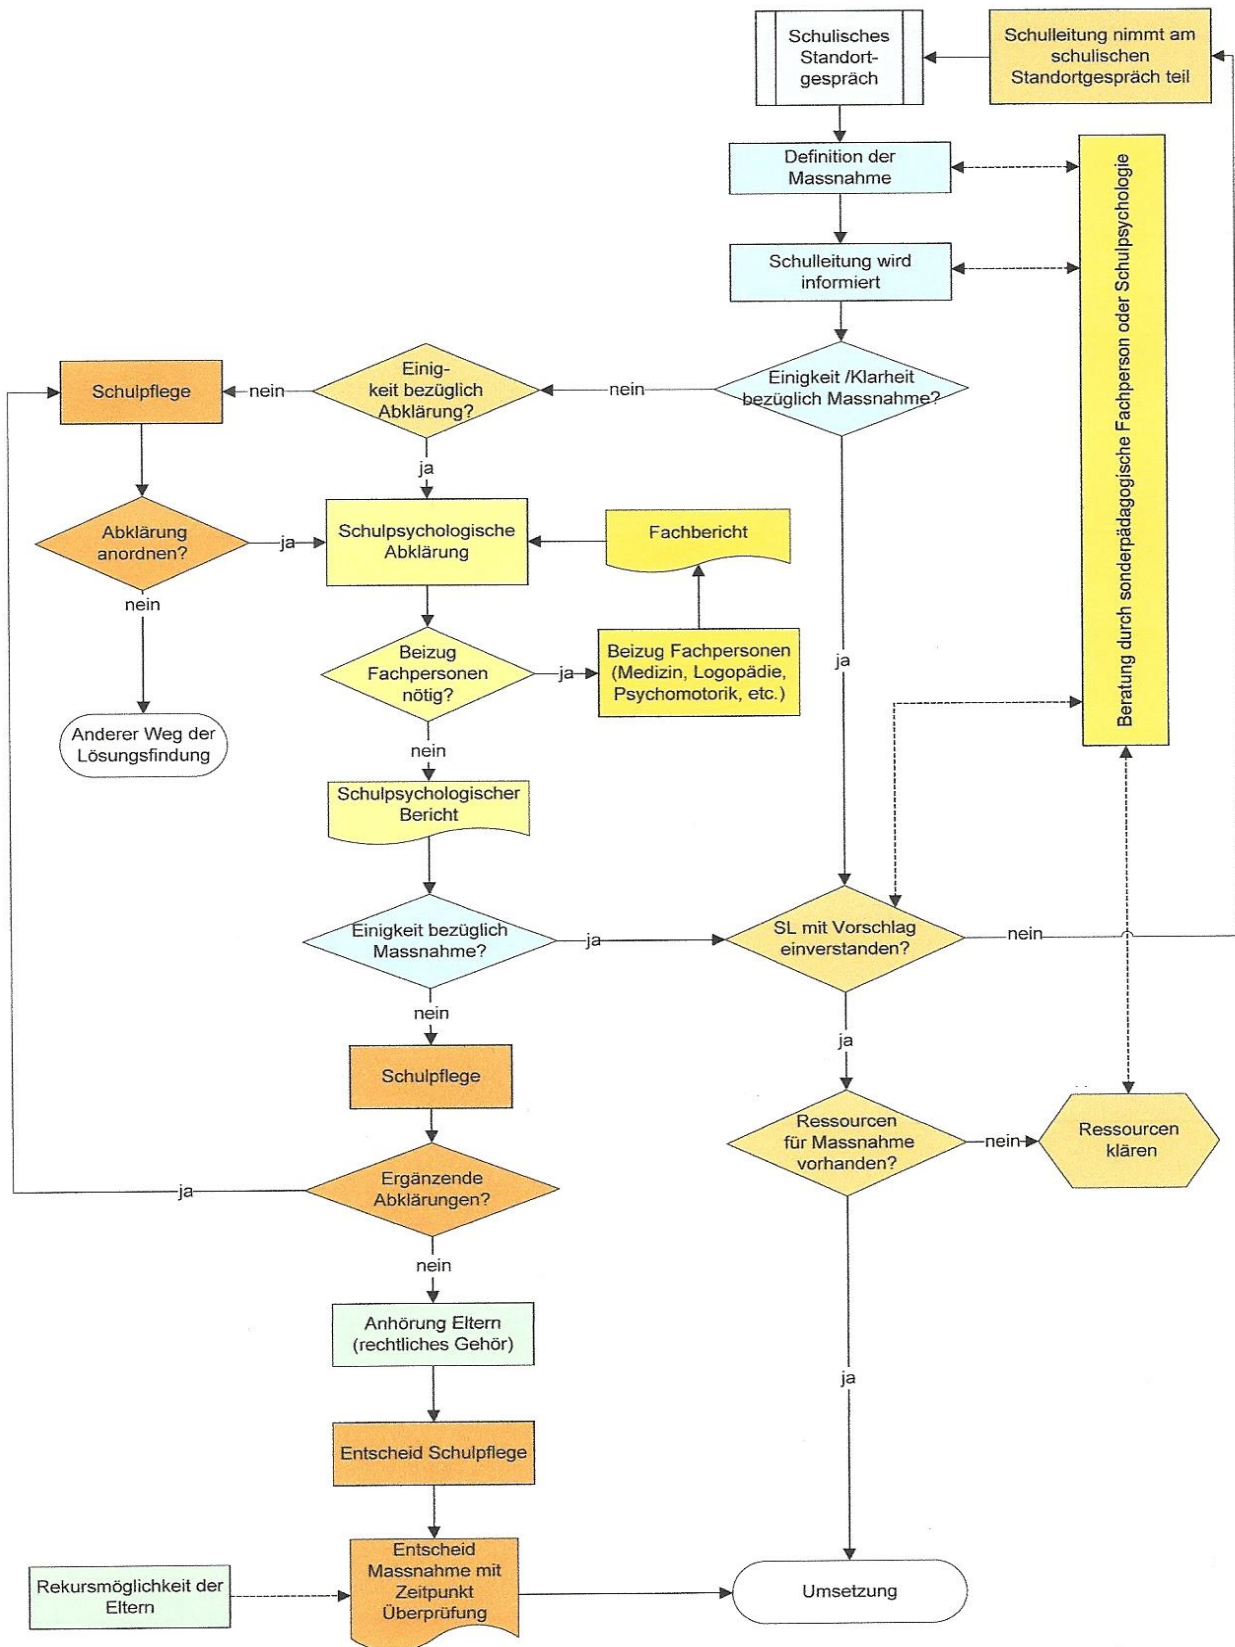 Schulisches
Standort-
gespräch
Schulleitung nimmt am
schulischen
Standortgespräch teil
Definition der
Massnahme
Beratung durch sonderpädagogische Fachperson oder Schulpsychologie
Schulleitung wird
informiert
Einigkeit /Klarheit
bezüglich Massnahme?
nein
Einig-
keit bezüglich
Abklärung?
nein
Schulpflege
ja
Abklärung
anordnen?
ja
Schulpsychologische
Abklärung
Fachbericht
nein
Beizug
Fachpersonen
nötig?
ja
Beizug Fachpersonen
(Medizin, Logopädie,
Psychomotorik, etc.)
ja
Anderer Weg der
Lösungsfindung
nein
Schulpsychologischer
Bericht
Einigkeit bezüglich
Massnahme?
ja
SL mit Vorschlag
einverstanden?
nein
nein
ja
Schulpflege
Ressourcen
für Massnahme
vorhanden?
nein
Ressourcen
klären
Ergänzende
Abklärungen?
ja
nein
Anhörung Eltern
(rechtliches Gehör)
ja
Entscheid Schulpflege
Entscheid
Massnahme mit
Zeitpunkt
Überprüfung
Rekursmöglichkeit der
Eltern
Umsetzung